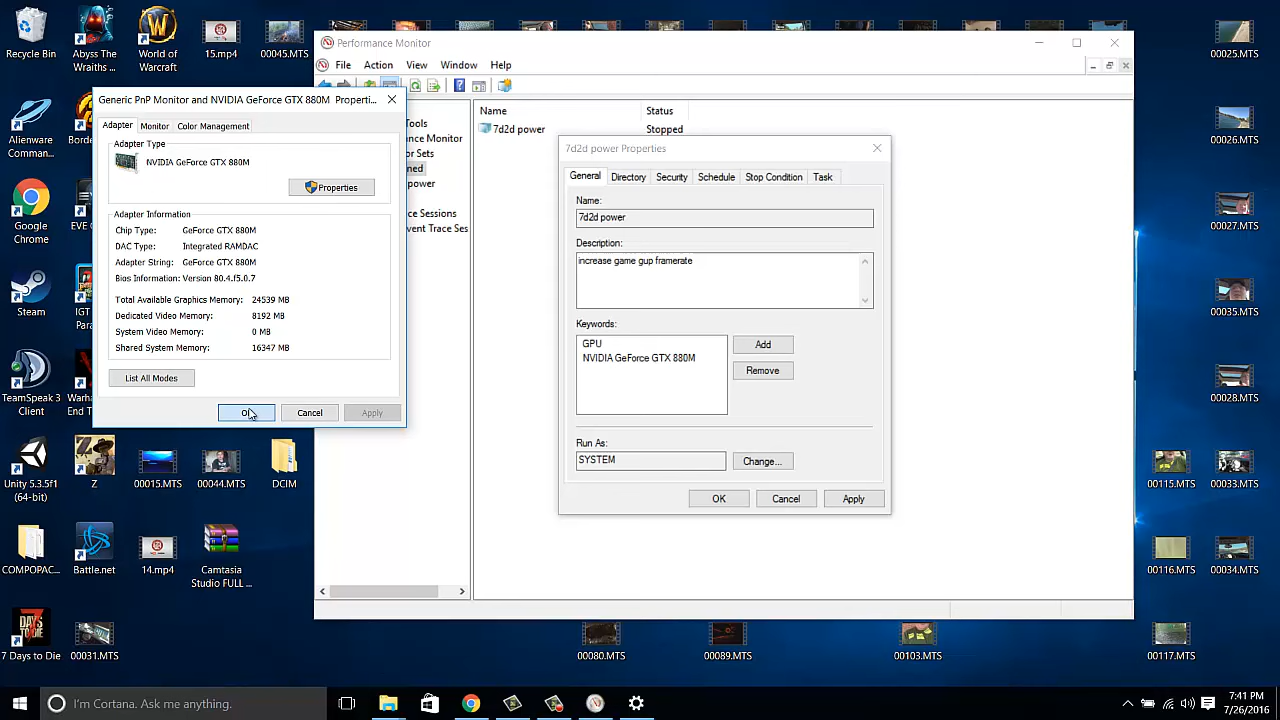 Recycle Bin
Abyss The Wraiths ...
World of Warcraft
15.mp4
00045.MTS
00025.MTS
Alienware Comman...
Borde
00026.MTS
Google Chrome
EVE
00027.MTS
Steam
IGT
Para
00035.MTS
TeamSpeak 3 Client
Warh
End T
00028.MTS
Unity 5.3.5f1 (64-bit)
Z
00015.MTS
00044.MTS
DCIM
00115.MTS
00033.MTS
COMPOPAC...
Battle.net
14.mp4
Camtasia Studio FULL ...
00116.MTS
00034.MTS
7 Days to Die
00031.MTS
00080.MTS
00089.MTS
00103.MTS
00117.MTS
Performance Monitor
File Action View Window Help
Name Status
7d2d power Stopped
ools
nce Monitor
or Sets
ned
power
ce Sessions
vent Trace Ses
Generic PnP Monitor and NVIDIA GeForce GTX 880M Properti...
Adapter Monitor Color Management
Adapter Type
NVIDIA GeForce GTX 880M
Properties
Adapter Information
Chip Type: GeForce GTX 880M
DAC Type: Integrated RAMDAC
Adapter String: GeForce GTX 880M
Bios Information: Version 80.4.f5.0.7
Total Available Graphics Memory: 24539 MB
Dedicated Video Memory: 8192 MB
System Video Memory: 0 MB
Shared System Memory: 16347 MB
List All Modes
OK Cancel Apply
7d2d power Properties
General Directory Security Schedule Stop Condition Task
Name:
7d2d power
Description:
increase game gup framerate
Keywords:
GPU
NVIDIA GeForce GTX 880M
Add
Remove
Run As:
SYSTEM
Change...
OK Cancel Apply
I'm Cortana. Ask me anything.
7:41 PM
7/26/2016